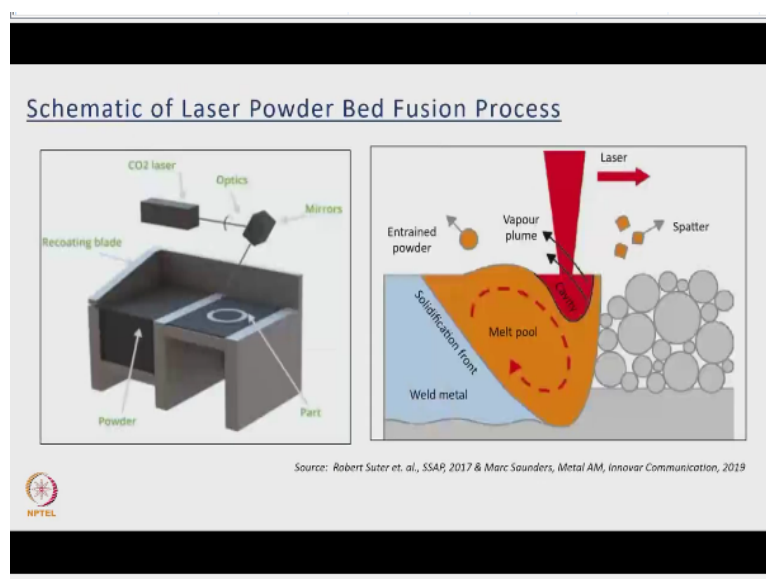 Schematic of Laser Powder Bed Fusion Process
CO2 laser
Optics
Mirrors
Recoating blade
Powder
Part
Laser
Vapour
plume
Entrained
powder
Spatter
Cavity
Solidification front
Melt pool
Weld metal
Source: Robert Suter et. al., SSAP, 2017 & Marc Saunders, Metal AM, Innovar Communication, 2019
NPTEL